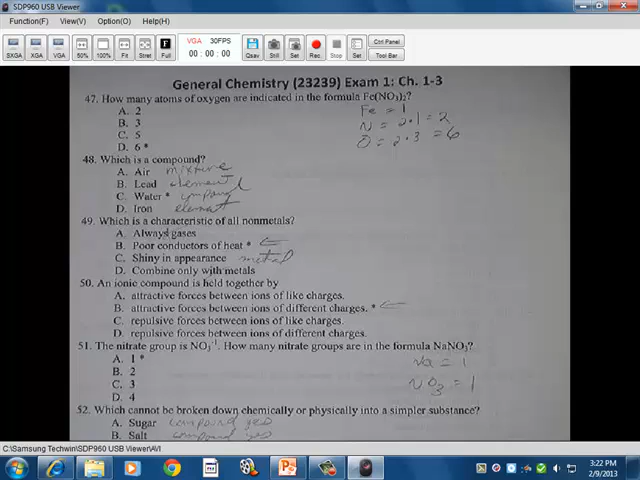 SDP960 USB Viewer
Function(F) View(V) Option(O) Help(H)
VGA 30FPS
00 : 00 : 00
SXGA XGA VGA 50% 100% Fit Stret Full Qsav Still Set Rec Stop Set Ctrl Panel Tool Bar
General Chemistry (23239) Exam 1: Ch. 1-3
47. How many atoms of oxygen are indicated in the formula Fe(NO₃)₂?
A. 2 Fe = 1
B. 3 N = 2·1 = 2
C. 5 O = 2·3 = 6
D. 6 *
48. Which is a compound?
A. Air mixture
B. Lead element
C. Water * compound
D. Iron element
49. Which is a characteristic of all nonmetals?
A. Always gases
B. Poor conductors of heat * ←
C. Shiny in appearance metal
D. Combine only with metals
50. An ionic compound is held together by
A. attractive forces between ions of like charges.
B. attractive forces between ions of different charges. * ←
C. repulsive forces between ions of like charges.
D. repulsive forces between ions of different charges.
51. The nitrate group is NO₃⁻¹. How many nitrate groups are in the formula NaNO₃?
A. 1 * Na = 1
B. 2
C. 3 NO₃ = 1
D. 4
52. Which cannot be broken down chemically or physically into a simpler substance?
A. Sugar compound yes
B. Salt compound yes
C:\Samsung Techwin\SDP960 USB Viewer\AVI
3:22 PM
2/9/2013